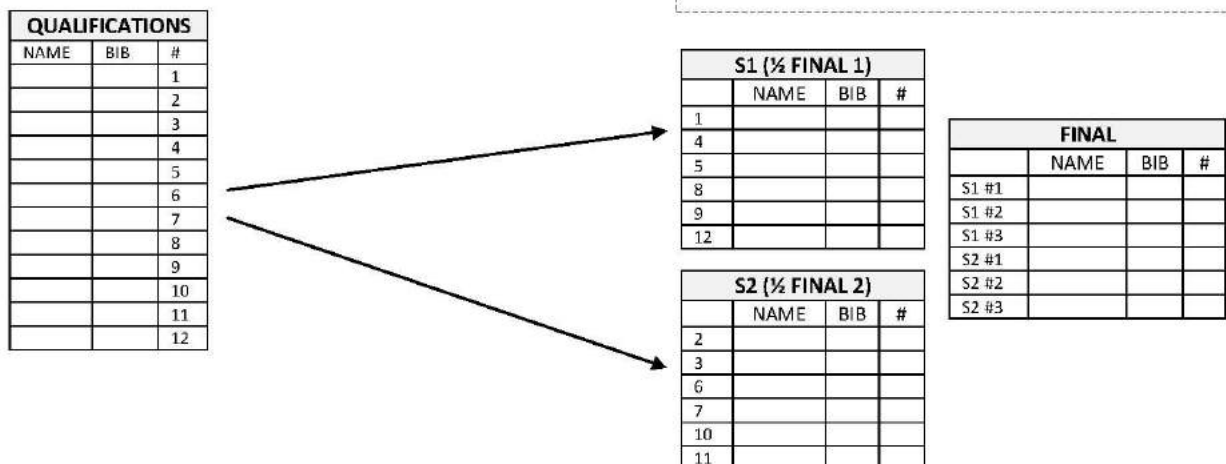 QUALIFICATIONS
NAME BIB #
1
2
3
4
5
6
7
8
9
10
11
12
S1 (½ FINAL 1)
NAME BIB #
1
4
5
8
9
12
S2 (½ FINAL 2)
NAME BIB #
2
3
6
7
10
11
FINAL
NAME BIB #
S1 #1
S1 #2
S1 #3
S2 #1
S2 #2
S2 #3